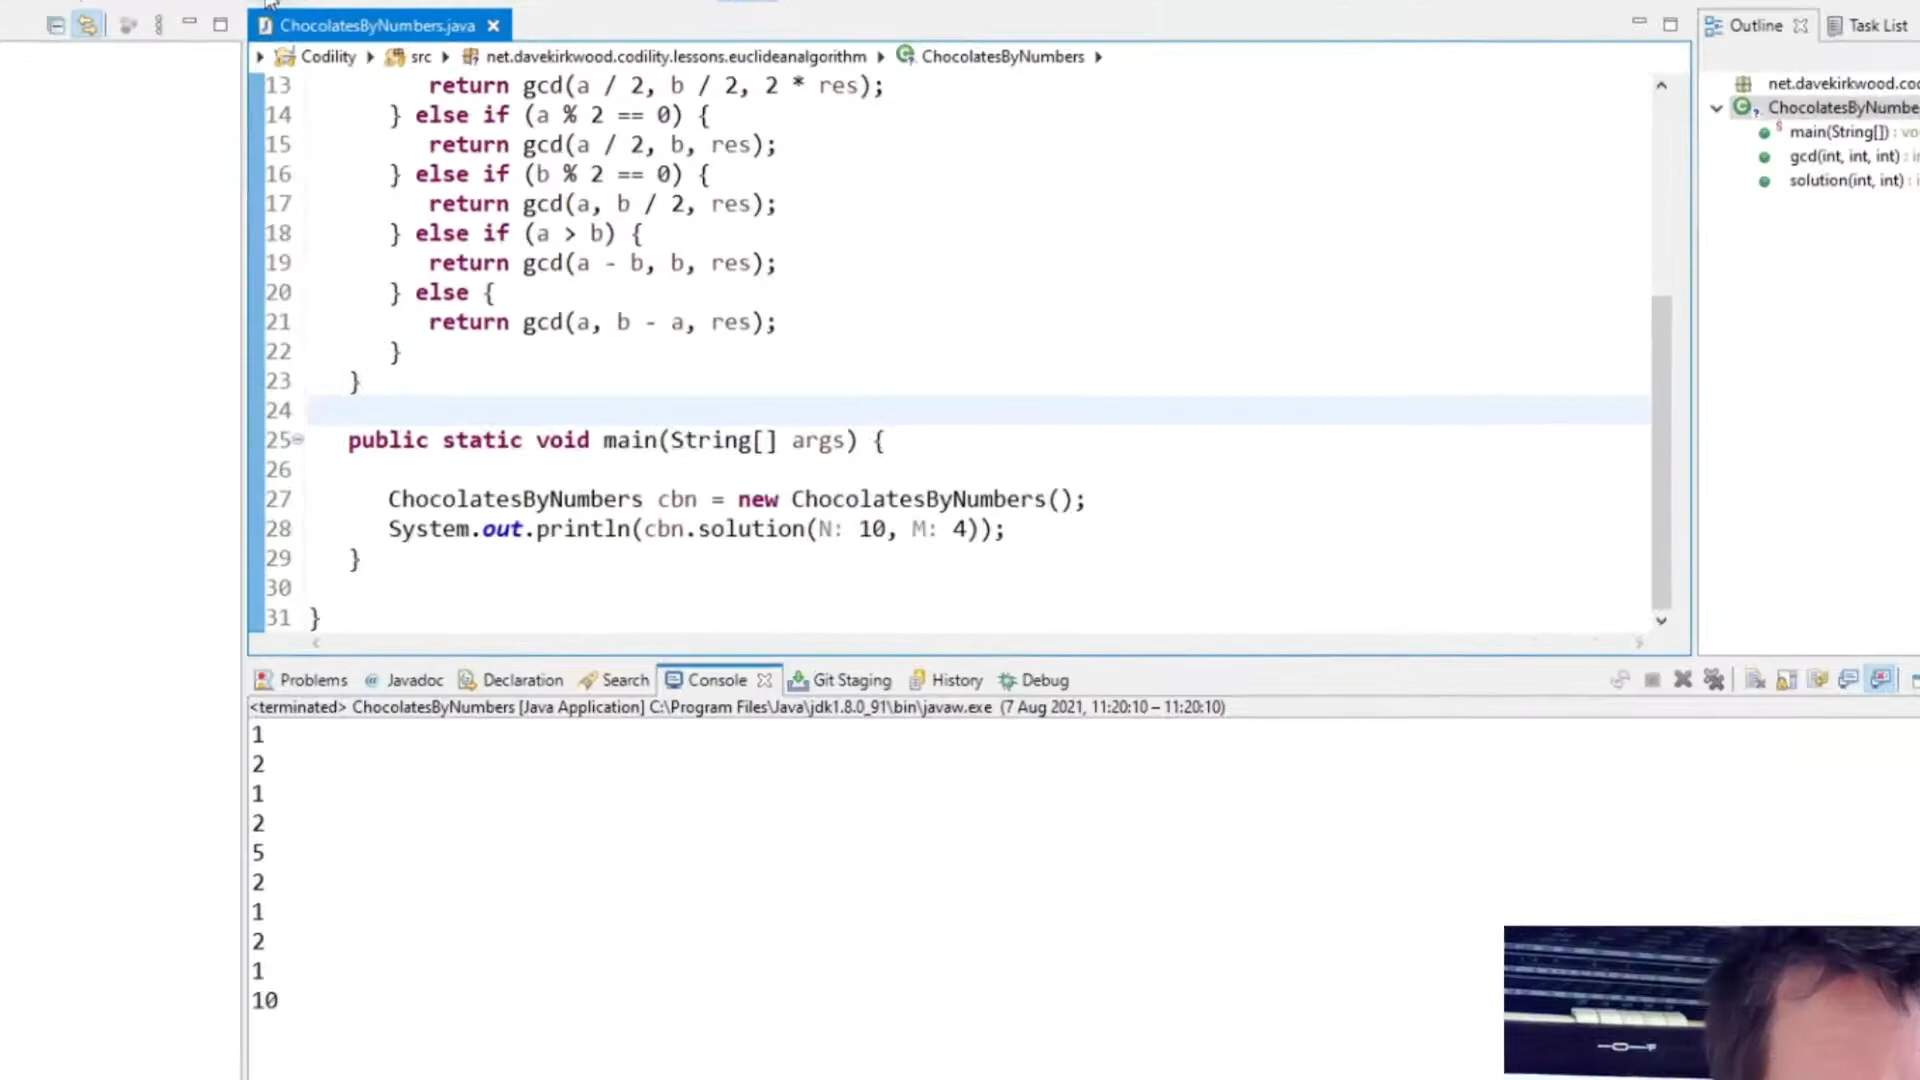 ChocolatesByNumbers.java
Outline
Task List
Codility
src
net.davekirkwood.codility.lessons.euclideanalgorithm
ChocolatesByNumbers
13 return gcd(a / 2, b / 2, 2 * res);
14 } else if (a % 2 == 0) {
15 return gcd(a / 2, b, res);
16 } else if (b % 2 == 0) {
17 return gcd(a, b / 2, res);
18 } else if (a > b) {
19 return gcd(a - b, b, res);
20 } else {
21 return gcd(a, b - a, res);
22 }
23 }
24
25 public static void main(String[] args) {
26
27 ChocolatesByNumbers cbn = new ChocolatesByNumbers();
28 System.out.println(cbn.solution(N: 10, M: 4));
29 }
30
31 }
net.davekirkwood.co
ChocolatesByNumbe
main(String[]) : vo
gcd(int, int, int) : i
solution(int, int) : i
Problems @ Javadoc Declaration Search Console Git Staging History Debug
<terminated> ChocolatesByNumbers [Java Application] C:\Program Files\Java\jdk1.8.0_91\bin\javaw.exe (7 Aug 2021, 11:20:10 – 11:20:10)
1
2
1
2
5
2
1
2
1
10